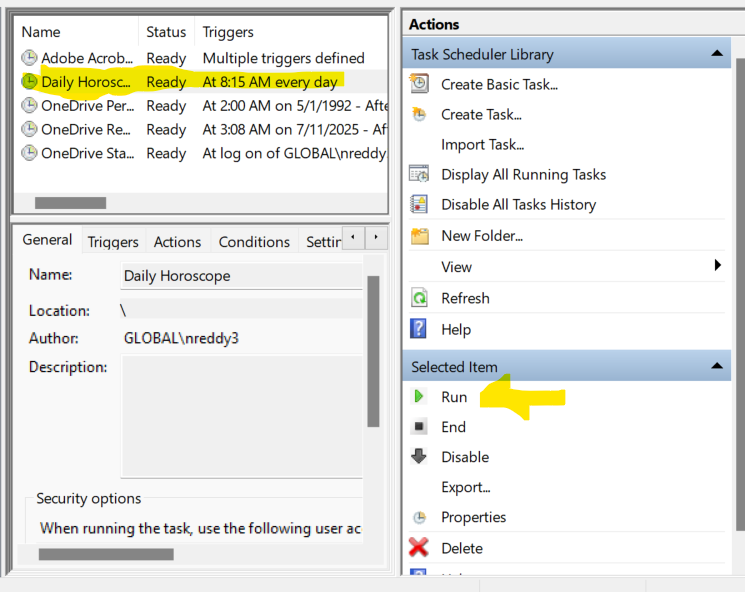 Name Status Triggers
Adobe Acrob... Ready Multiple triggers defined
Daily Horosc... Ready At 8:15 AM every day
OneDrive Per... Ready At 2:00 AM on 5/1/1992 - Afte
OneDrive Re... Ready At 3:08 AM on 7/11/2025 - Af
OneDrive Sta... Ready At log on of GLOBAL\nreddy
General Triggers Actions Conditions Settin
Name: Daily Horoscope
Location: \
Author: GLOBAL\nreddy3
Description:
Security options
When running the task, use the following user ac
Actions
Task Scheduler Library
Create Basic Task...
Create Task...
Import Task...
Display All Running Tasks
Disable All Tasks History
New Folder...
View
Refresh
Help
Selected Item
Run
End
Disable
Export...
Properties
Delete